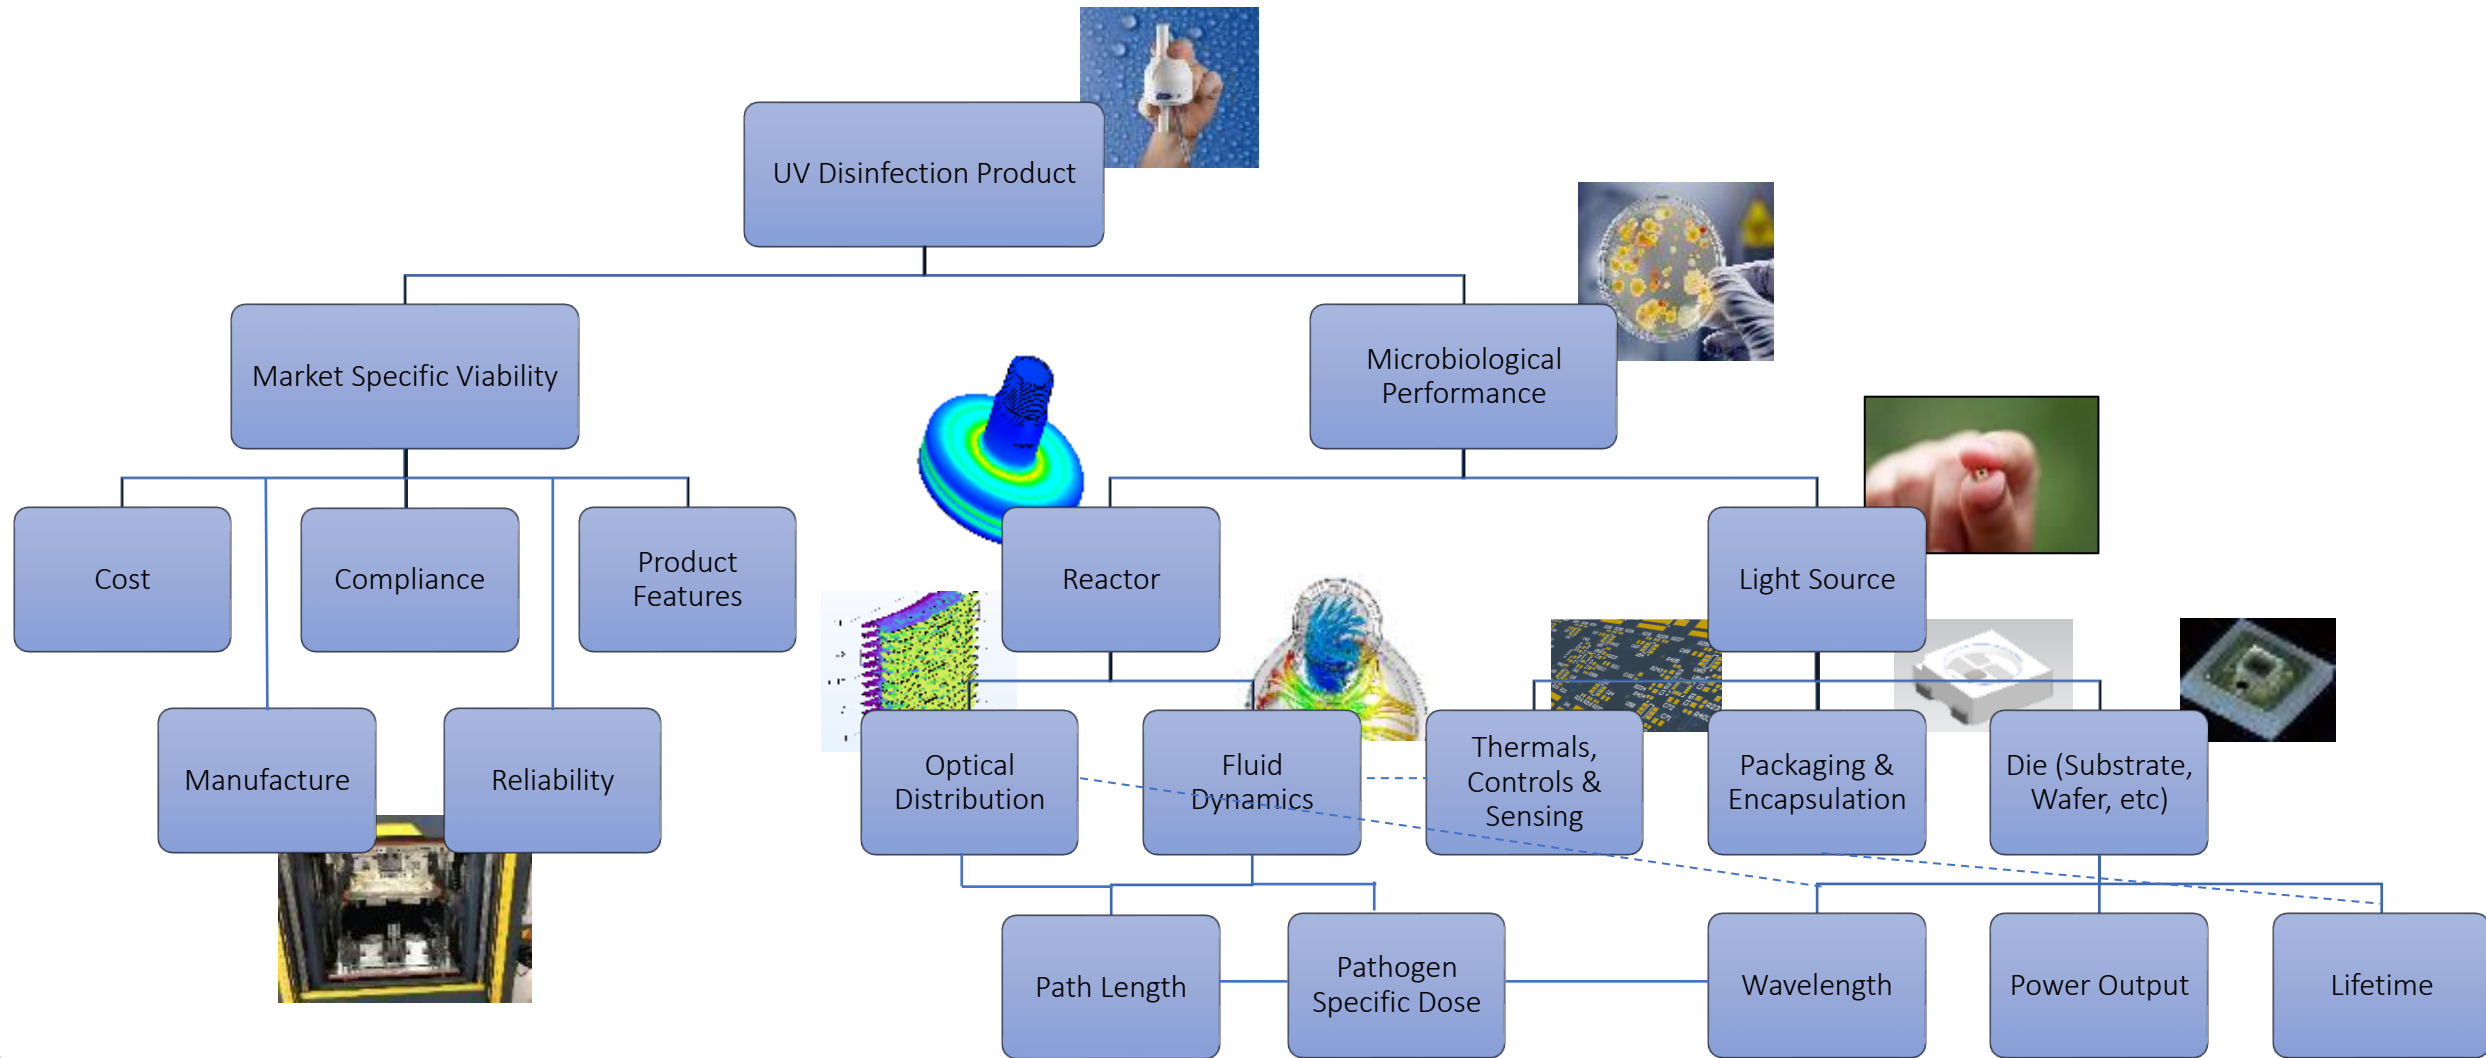 UV Disinfection Product
Market Specific Viability
Microbiological
Performance
Cost
Compliance
Product
Features
Reactor
Light Source
Manufacture
Reliability
Optical
Distribution
Fluid
Dynamics
Thermals,
Controls &
Sensing
Packaging &
Encapsulation
Die (Substrate,
Wafer, etc)
Path Length
Pathogen
Specific Dose
Wavelength
Power Output
Lifetime